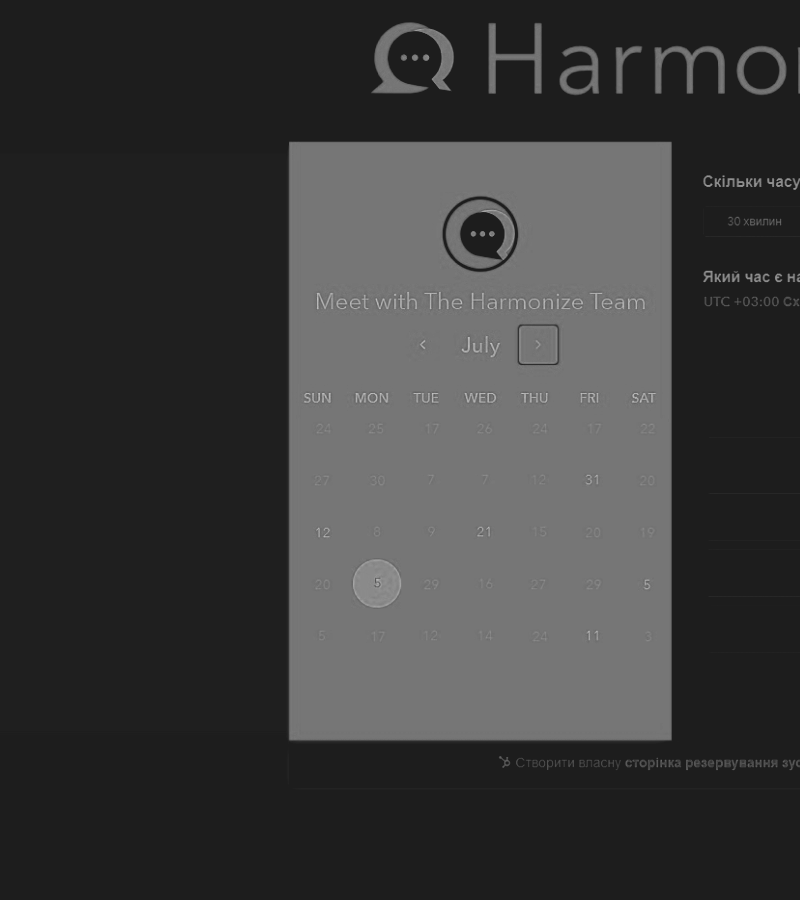 Harmon
Скільки часу
30 хвилин
Meet with The Harmonize Team
Який час є на
UTC +03:00 Сх
July
SUN MON TUE WED THU FRI SAT
24 25 17 26 24 17 22
27 30 7 7 12 31 20
12 8 9 21 15 20 19
20 5 29 16 27 29 5
5 17 12 14 24 11 3
Створити власну сторінка резервування зус